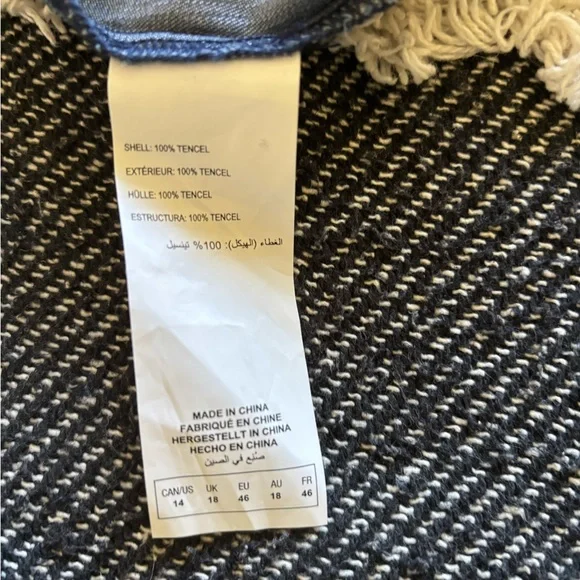 SHELL: 100% TENCEL
EXTÉRIEUR: 100% TENCEL
HÜLLE: 100% TENCEL
ESTRUCTURA: 100% TENCEL
الغطاء (الهيكل): 100% تينسيل
MADE IN CHINA
FABRIQUÉ EN CHINE
HERGESTELLT IN CHINA
HECHO EN CHINA
صنع في الصين
CAN/US UK EU AU FR
14 18 46 18 46